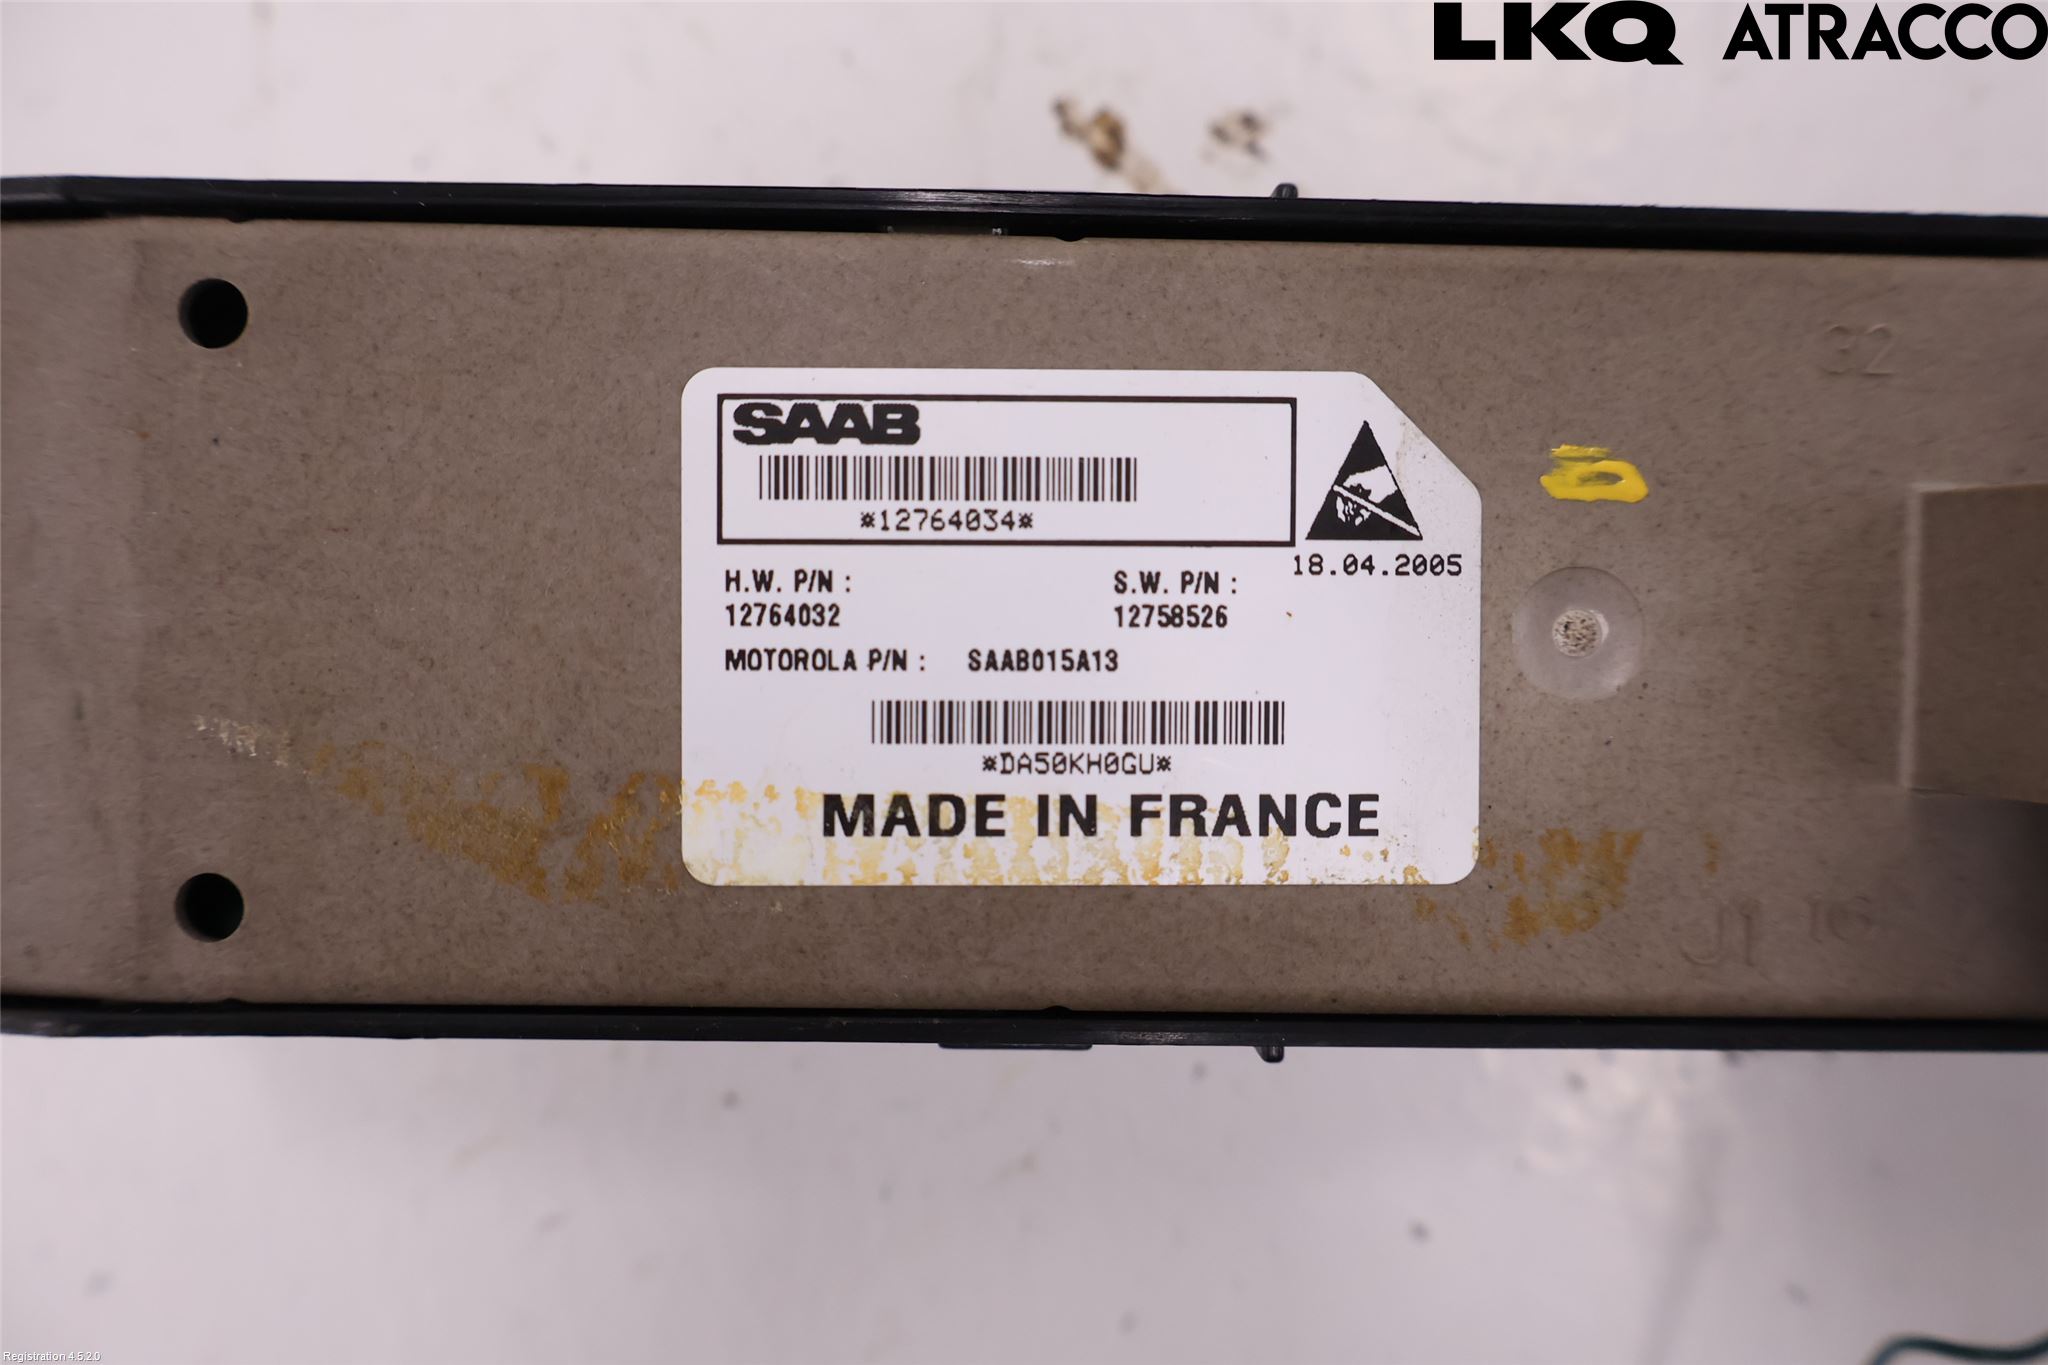 LKQ ATRACCO
32
SAAB
*12764034*
18.04.2005
H.W. P/N :
S.W. P/N :
12764032
12758526
MOTOROLA P/N : SAAB015A13
*DA50KH0GU*
MADE IN FRANCE
J1 16
Registration 4.5.2.0